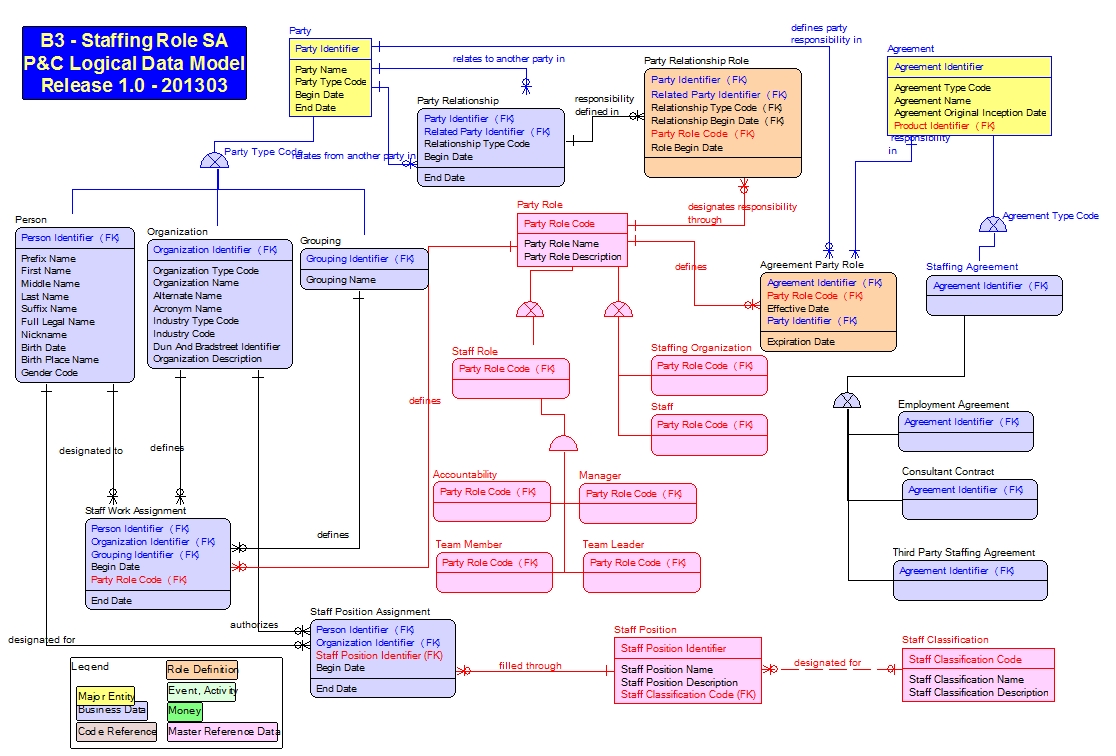 B3 - Staffing Role SA
P&C Logical Data Model
Release 1.0 - 201303
Party
Party Identifier
Party Name
Party Type Code
Begin Date
End Date
defines party
responsibility in
relates to another party in
relates from another party in
Party Type Code
Party Relationship
Party Identifier (FK)
Related Party Identifier (FK)
Relationship Type Code
Begin Date
End Date
responsibility
defined in
Party Relationship Role
Party Identifier (FK)
Related Party Identifier (FK)
Relationship Type Code (FK)
Relationship Begin Date (FK)
Party Role Code (FK)
Role Begin Date
Agreement
Agreement Identifier
Agreement Type Code
Agreement Name
Agreement Original Inception Date
Product Identifier (FK)
responsibility
in
Agreement Type Code
Person
Person Identifier (FK)
Prefix Name
First Name
Middle Name
Last Name
Suffix Name
Full Legal Name
Nickname
Birth Date
Birth Place Name
Gender Code
Organization
Organization Identifier (FK)
Organization Type Code
Organization Name
Alternate Name
Acronym Name
Industry Type Code
Industry Code
Dun And Bradstreet Identifier
Organization Description
Grouping
Grouping Identifier (FK)
Grouping Name
Party Role
Party Role Code
Party Role Name
Party Role Description
designates responsibility
through
defines
Agreement Party Role
Agreement Identifier (FK)
Party Role Code (FK)
Effective Date
Party Identifier (FK)
Expiration Date
Staffing Agreement
Agreement Identifier (FK)
Staff Role
Party Role Code (FK)
Staffing Organization
Party Role Code (FK)
Staff
Party Role Code (FK)
defines
Employment Agreement
Agreement Identifier (FK)
Consultant Contract
Agreement Identifier (FK)
Third Party Staffing Agreement
Agreement Identifier (FK)
Accountability
Party Role Code (FK)
Manager
Party Role Code (FK)
Team Member
Party Role Code (FK)
Team Leader
Party Role Code (FK)
designated to
defines
defines
Staff Work Assignment
Person Identifier (FK)
Organization Identifier (FK)
Grouping Identifier (FK)
Begin Date
Party Role Code (FK)
End Date
authorizes
designated for
Staff Position Assignment
Person Identifier (FK)
Organization Identifier (FK)
Staff Position Identifier (FK)
Begin Date
End Date
filled through
Staff Position
Staff Position Identifier
Staff Position Name
Staff Position Description
Staff Classification Code (FK)
designated for
Staff Classification
Staff Classification Code
Staff Classification Name
Staff Classification Description
Legend
Major Entity
Business Data
Code Reference
Role Definition
Event, Activity
Money
Master Reference Data